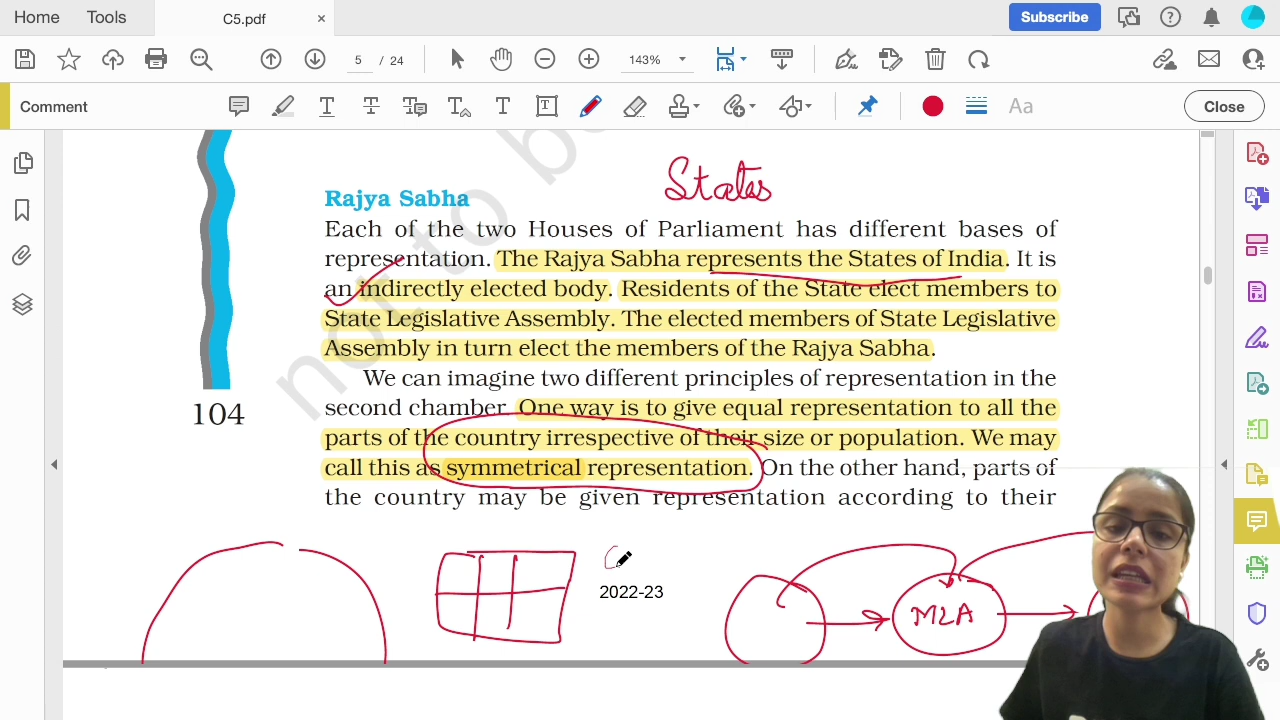 Home Tools C5.pdf × Subscribe
5 / 24 143%
Comment Aa Close
not to be
States
Rajya Sabha
Each of the two Houses of Parliament has different bases of
representation. The Rajya Sabha represents the States of India. It is
an indirectly elected body. Residents of the State elect members to
State Legislative Assembly. The elected members of State Legislative
Assembly in turn elect the members of the Rajya Sabha.
We can imagine two different principles of representation in the
104
second chamber. One way is to give equal representation to all the
parts of the country irrespective of their size or population. We may
call this as symmetrical representation. On the other hand, parts of
the country may be given representation according to their
2022-23
MLA